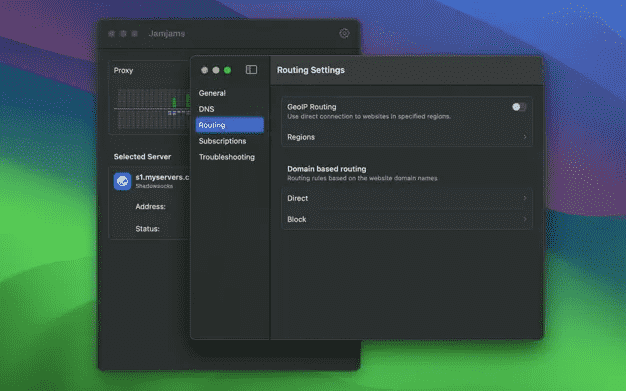 Jamjams
Proxy
Selected Server
s1.myservers.c
Shadowsocks
Address:
Status:
Routing Settings
General
DNS
Routing
Subscriptions
Troubleshooting
GeoIP Routing
Use direct connection to websites in specified regions.
Regions
Domain based routing
Routing rules based on the website domain names
Direct
Block